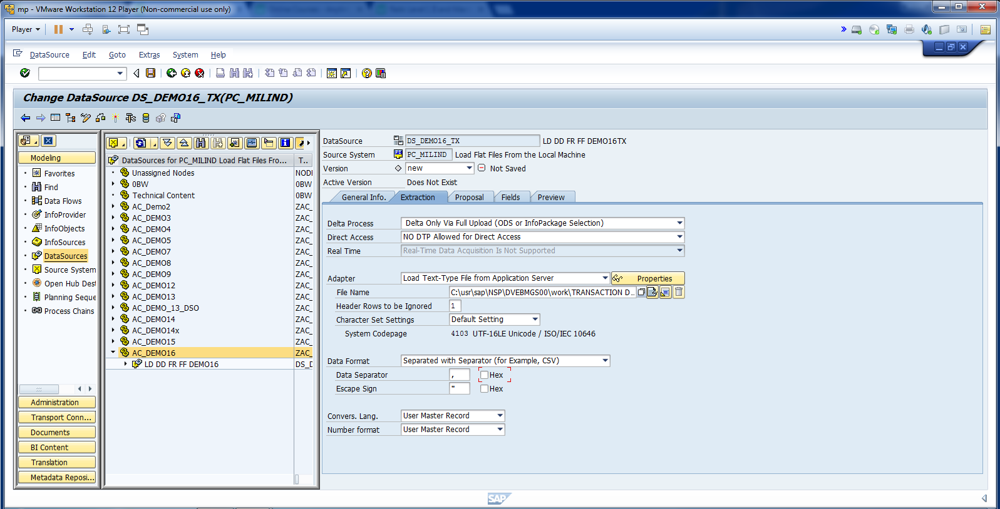 mp - VMware Workstation 12 Player (Non-commercial use only)
Player
DataSource Edit Goto Extras System Help
Change DataSource DS_DEMO16_TX(PC_MILIND)
Modeling
Favorites
Find
Data Flows
InfoProvider
InfoObjects
InfoSources
DataSources
Source System
Open Hub Dest
Planning Seque
Process Chains
Administration
Transport Conn...
Documents
BI Content
Translation
Metadata Reposi...
DataSources for PC_MILIND Load Flat Files Fro... T..
Unassigned Nodes NODI
0BW 0BW
Technical Content 0BW
AC_Demo2 ZAC_
AC_DEMO3 ZAC_
AC_DEMO4 ZAC_
AC_DEMO5 ZAC_
AC_DEMO7 ZAC_
AC_DEMO8 ZAC_
AC_DEMO9 ZAC_
AC_DEMO12 ZAC_
AC_DEMO13 ZAC_
AC_DEMO_13_DSO ZAC_
AC_DEMO14 ZAC_
AC_DEMO14x ZAC_
AC_DEMO15 ZAC_
AC_DEMO16 ZAC_
LD DD FR FF DEMO16 DS_D
DataSource DS_DEMO16_TX LD DD FR FF DEMO16TX
Source System PC_MILIND Load Flat Files From the Local Machine
Version new Not Saved
Active Version Does Not Exist
General Info. Extraction Proposal Fields Preview
Delta Process Delta Only Via Full Upload (ODS or InfoPackage Selection)
Direct Access NO DTP Allowed for Direct Access
Real Time Real-Time Data Acquisition Is Not Supported
Adapter Load Text-Type File from Application Server Properties
File Name C:\usr\sap\NSP\DVEBMGS00\work\TRANSACTION D...
Header Rows to be Ignored 1
Character Set Settings Default Setting
System Codepage 4103 UTF-16LE Unicode / ISO/IEC 10646
Data Format Separated with Separator (for Example, CSV)
Data Separator , Hex
Escape Sign " Hex
Convers. Lang. User Master Record
Number format User Master Record
SAP